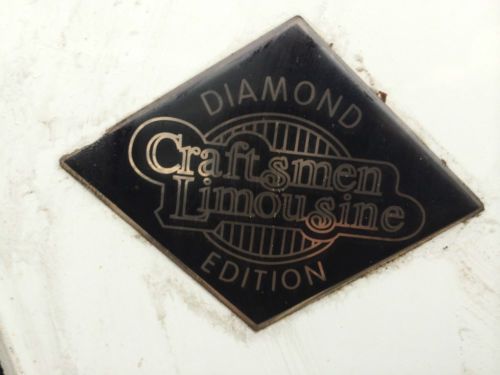 DIAMOND
Craftsmen
Limousine
EDITION